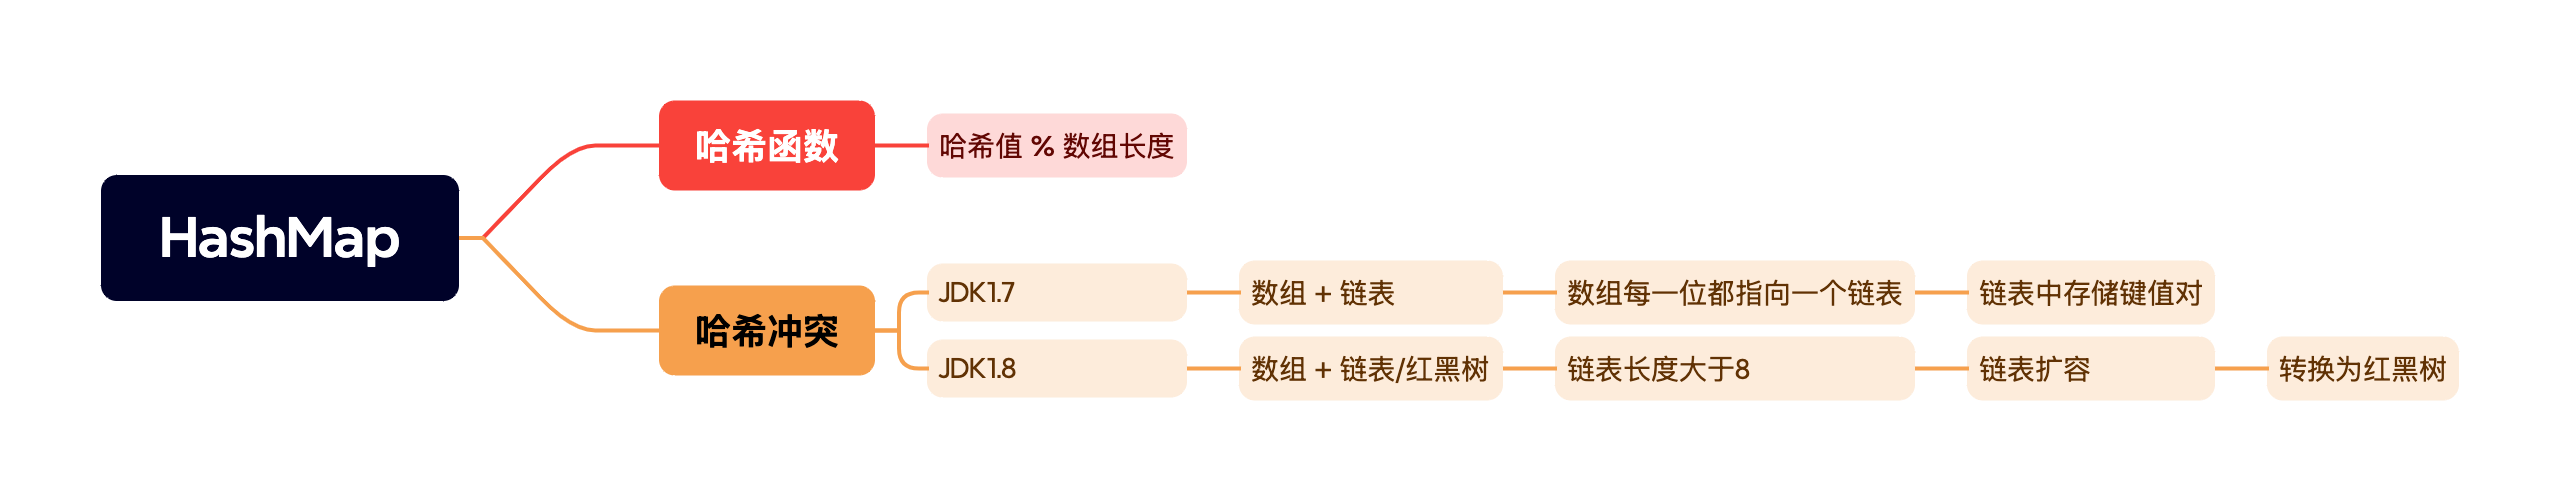 HashMap
哈希函数
哈希值 % 数组长度
哈希冲突
JDK1.7
数组 + 链表
数组每一位都指向一个链表
链表中存储键值对
JDK1.8
数组 + 链表/红黑树
链表长度大于8
链表扩容
转换为红黑树